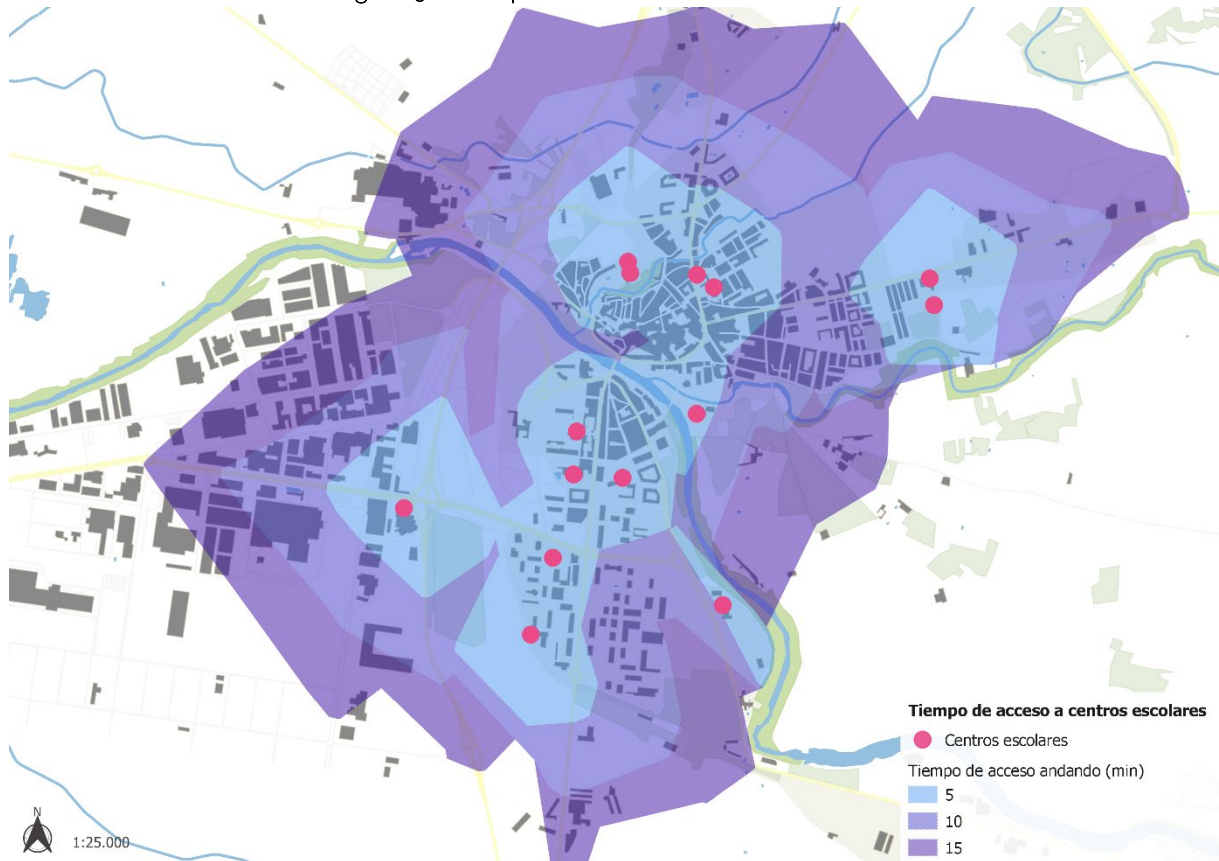 Tiempo de acceso a centros escolares
Centros escolares
Tiempo de acceso andando (min)
5
10
15
N
1:25.000